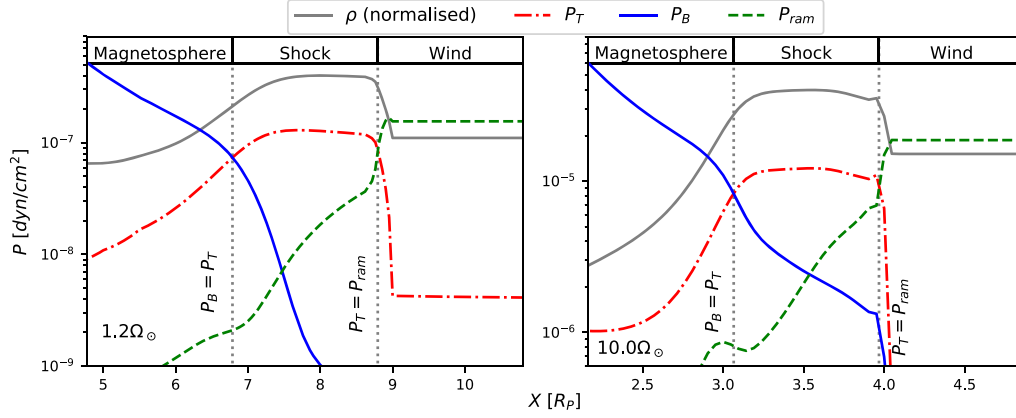 ρ (normalised) P_T P_B P_ram
Magnetosphere Shock Wind
Magnetosphere Shock Wind
P [dyn/cm²]
10⁻⁷
10⁻⁸
10⁻⁹
10⁻⁵
10⁻⁶
P_B = P_T
P_T = P_ram
P_B = P_T
P_T = P_ram
1.2Ω☉
10.0Ω☉
5 6 7 8 9 10
2.5 3.0 3.5 4.0 4.5
X [R_P]